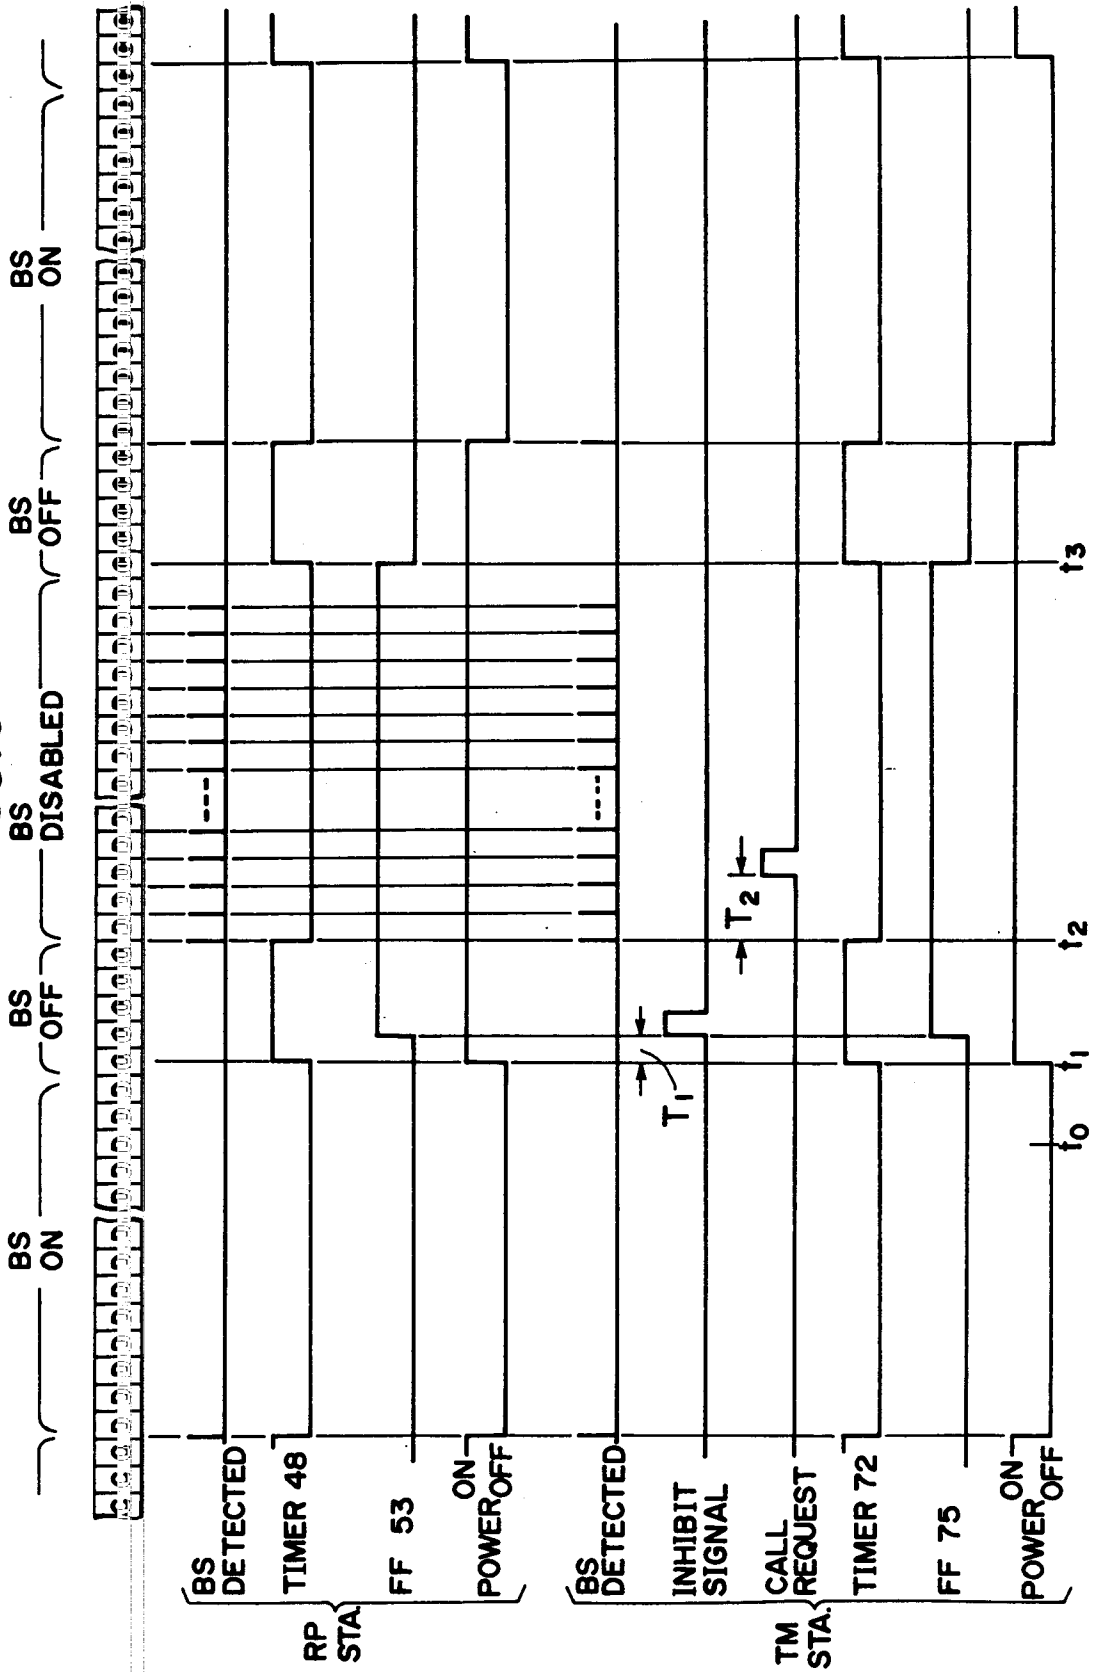 BS
ON
BS
OFF
BS
DISABLED
BS
OFF
BS
ON
RP
STA.
BS
DETECTED
TIMER 48
FF 53
POWER ON
OFF
TM
STA.
BS
DETECTED
INHIBIT
SIGNAL
CALL
REQUEST
TIMER 72
FF 75
POWER ON
OFF
T1
T2
t0
t1
t2
t3